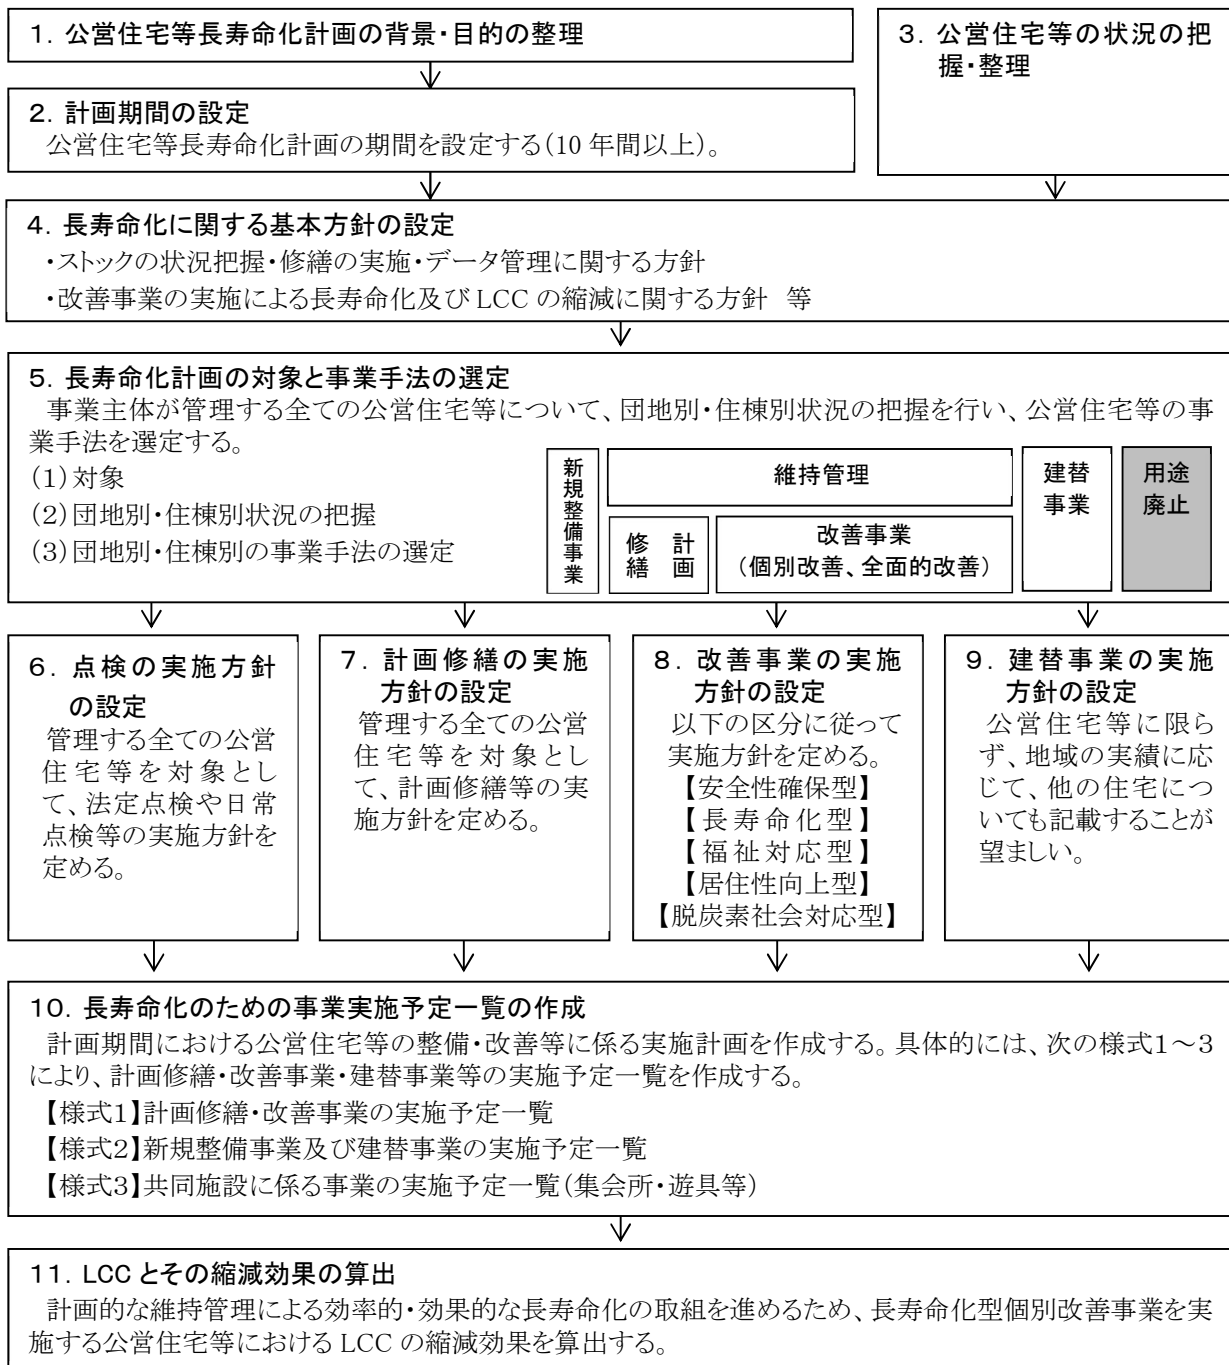 1．公営住宅等長寿命化計画の背景・目的の整理
3．公営住宅等の状況の把
握・整理
2．計画期間の設定
公営住宅等長寿命化計画の期間を設定する（10 年間以上）。
4．長寿命化に関する基本方針の設定
・ストックの状況把握・修繕の実施・データ管理に関する方針
・改善事業の実施による長寿命化及び LCC の縮減に関する方針　等
5．長寿命化計画の対象と事業手法の選定
事業主体が管理する全ての公営住宅等について、団地別・住棟別状況の把握を行い、公営住宅等の事
業手法を選定する。
（1）対象
（2）団地別・住棟別状況の把握
（3）団地別・住棟別の事業手法の選定
新規整備事業
維持管理
計画
修繕
改善事業
（個別改善、全面的改善）
建替
事業
用途
廃止
6．点検の実施方針
の設定
管理する全ての公営
住宅等を対象とし
て、法定点検や日常
点検等の実施方針を
定める。
7．計画修繕の実施
方針の設定
管理する全ての公営
住宅等を対象とし
て、計画修繕等の実
施方針を定める。
8．改善事業の実施
方針の設定
以下の区分に従って
実施方針を定める。
【安全性確保型】
【長寿命化型】
【福祉対応型】
【居住性向上型】
【脱炭素社会対応型】
9．建替事業の実施
方針の設定
公営住宅等に限ら
ず、地域の実績に応
じて、他の住宅につ
いても記載することが
望ましい。
10．長寿命化のための事業実施予定一覧の作成
計画期間における公営住宅等の整備・改善等に係る実施計画を作成する。具体的には、次の様式1～3
により、計画修繕・改善事業・建替事業等の実施予定一覧を作成する。
【様式1】計画修繕・改善事業の実施予定一覧
【様式2】新規整備事業及び建替事業の実施予定一覧
【様式3】共同施設に係る事業の実施予定一覧（集会所・遊具等）
11．LCC とその縮減効果の算出
計画的な維持管理による効率的・効果的な長寿命化の取組を進めるため、長寿命化型個別改善事業を実
施する公営住宅等における LCC の縮減効果を算出する。